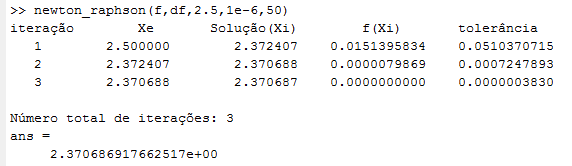 >> newton_raphson(f,df,2.5,1e-6,50)
iteração Xe Solução(Xi) f(Xi) tolerância
1 2.500000 2.372407 0.0151395834 0.0510370715
2 2.372407 2.370688 0.0000079869 0.0007247893
3 2.370688 2.370687 0.0000000000 0.0000003830
Número total de iterações: 3
ans =
2.370686917662517e+00